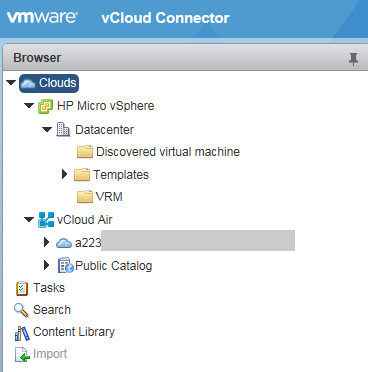 vmware vCloud Connector
Browser
Clouds
HP Micro vSphere
Datacenter
Discovered virtual machine
Templates
VRM
vCloud Air
a223
Public Catalog
Tasks
Search
Content Library
Import